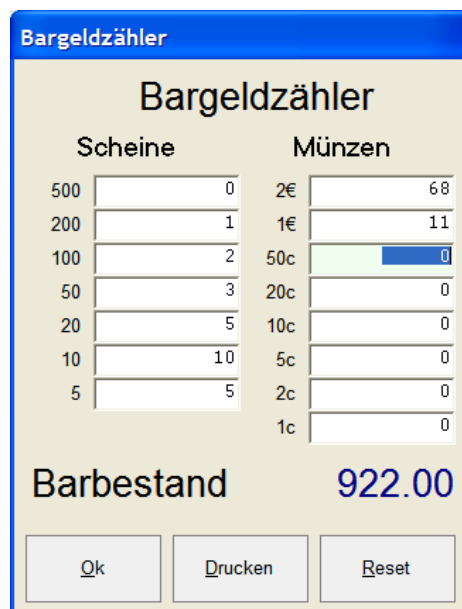 Bargeldzähler
Bargeldzähler
Scheine Münzen
500 0 2€ 68
200 1 1€ 11
100 2 50c 0
50 3 20c 0
20 5 10c 0
10 10 5c 0
5 5 2c 0
1c 0
Barbestand 922.00
Ok Drucken Reset